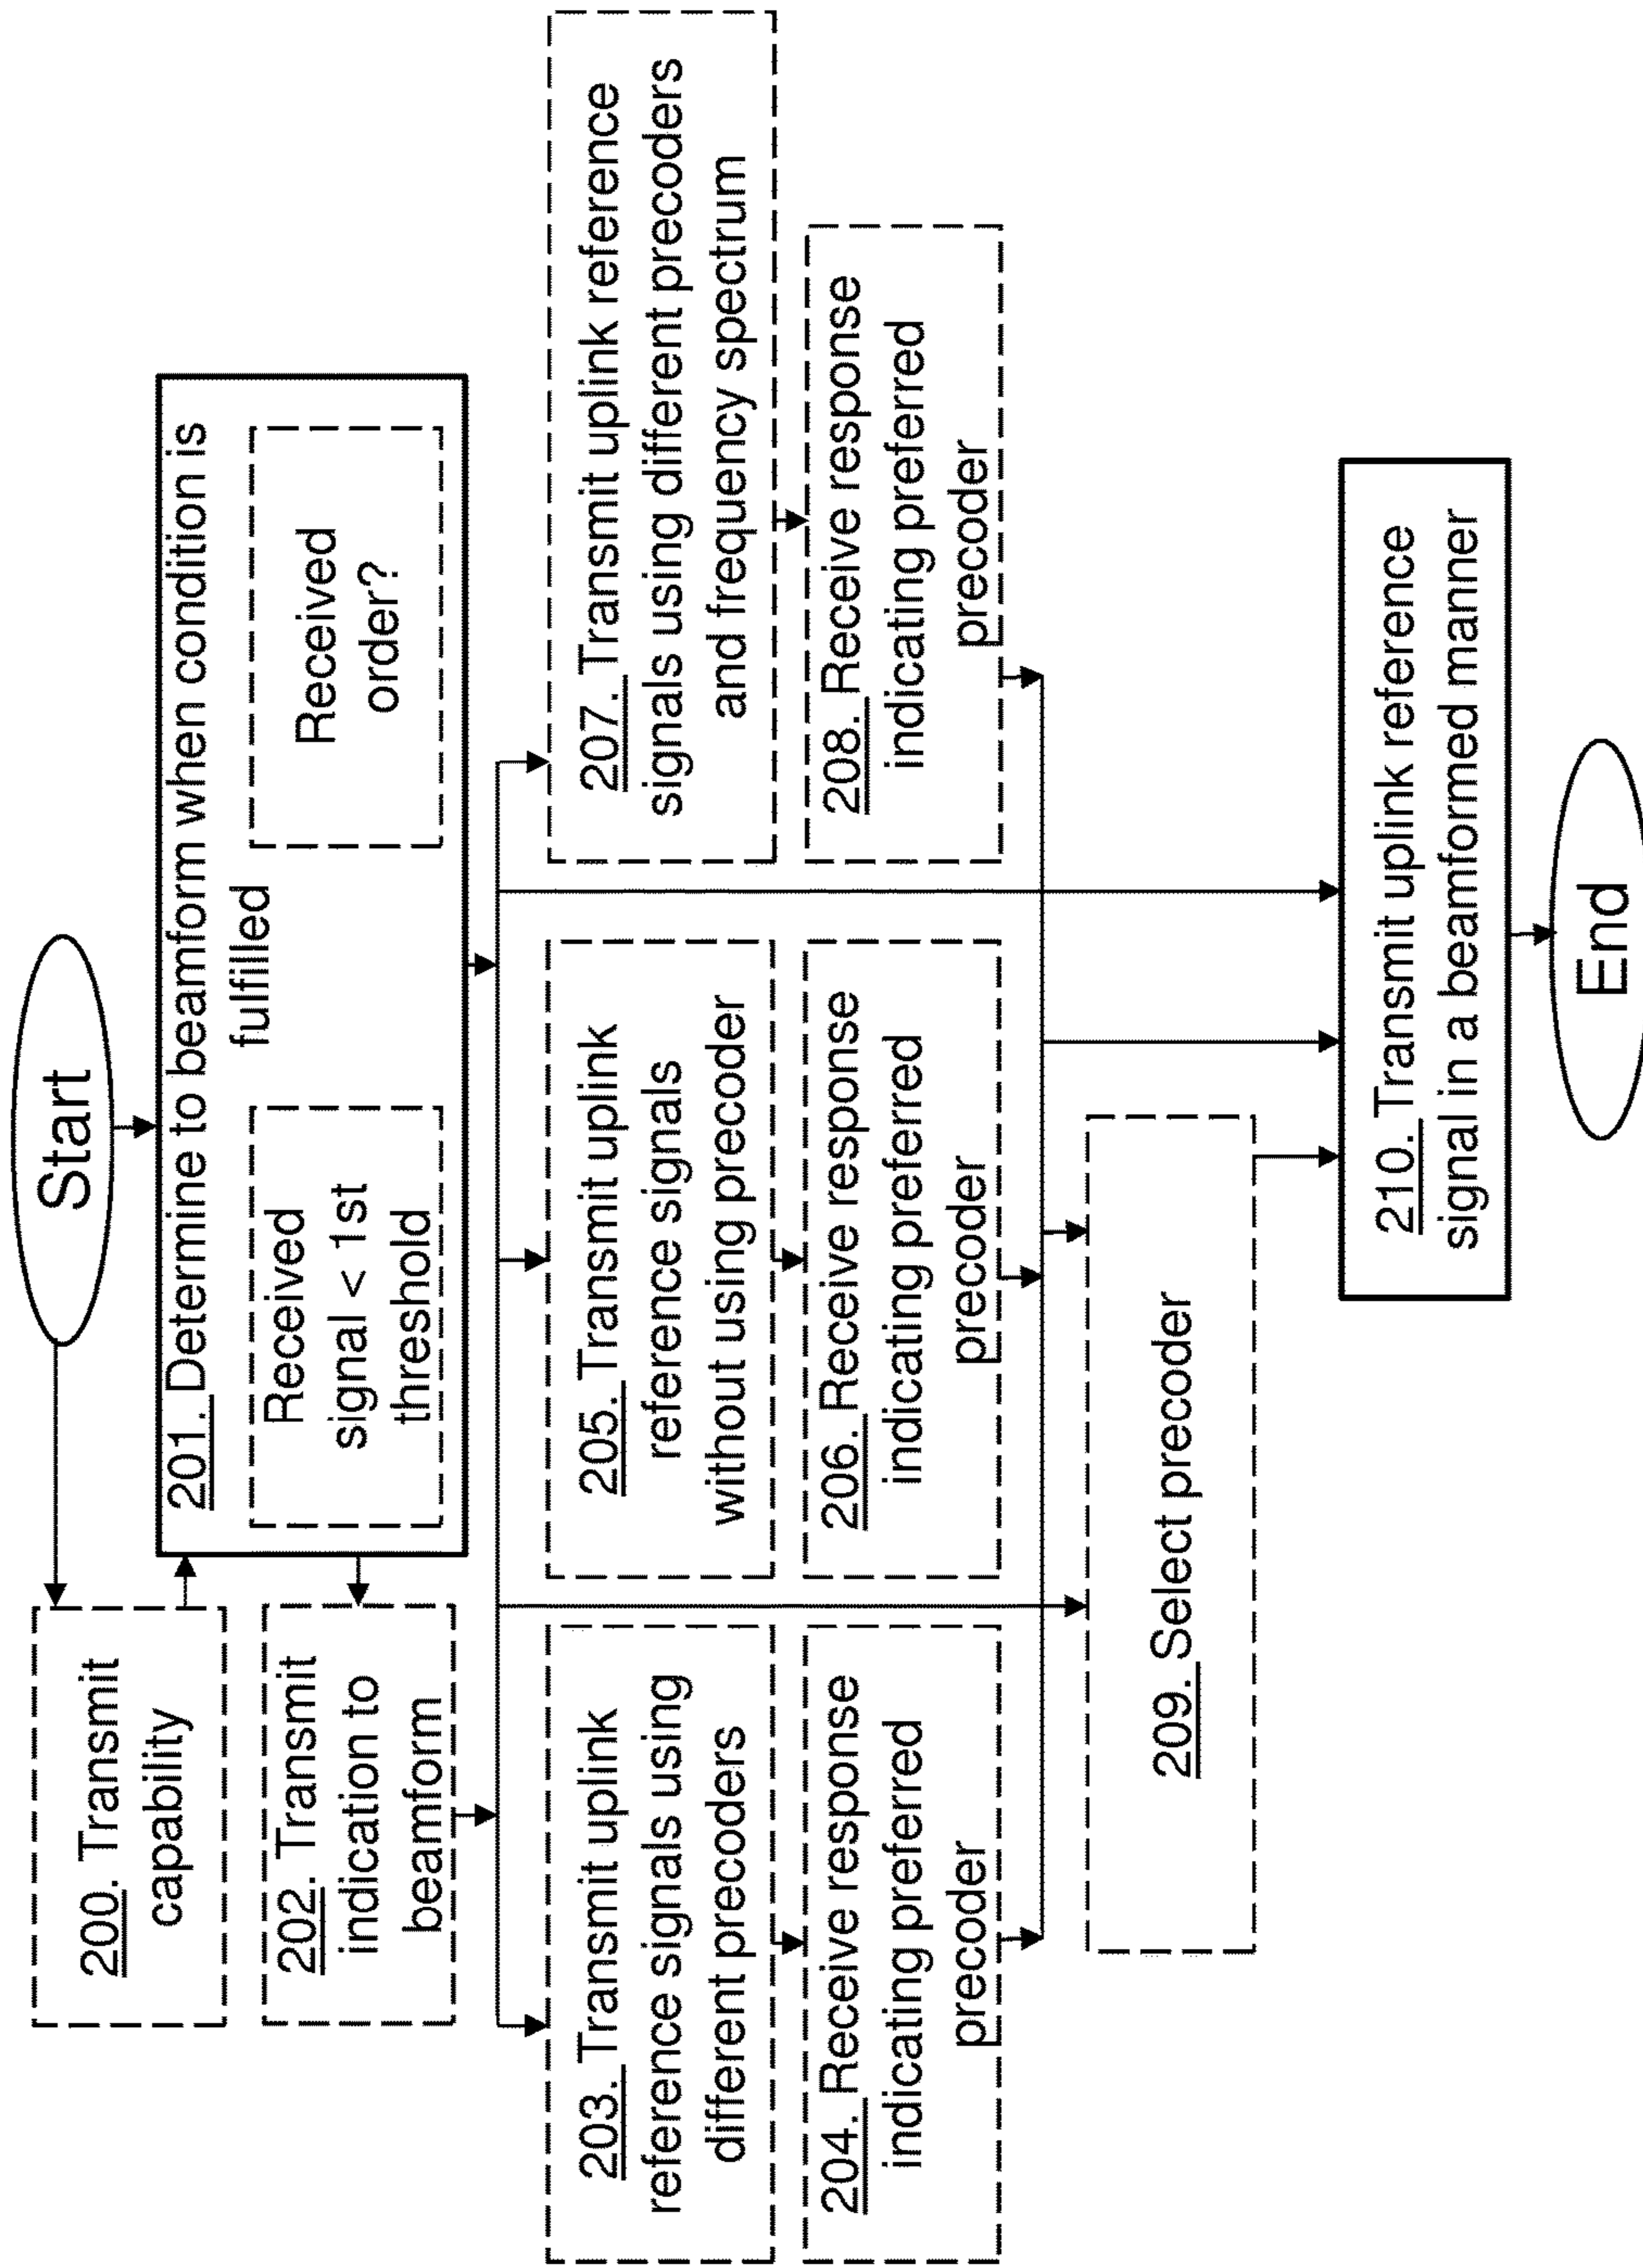 Start
200. Transmit
capability
201. Determine to beamform when condition is
fulfilled
Received
signal < 1st
threshold
Received
order?
202. Transmit
indication to
beamform
203. Transmit uplink
reference signals using
different precoders
204. Receive response
indicating preferred
precoder
205. Transmit uplink
reference signals
without using precoder
206. Receive response
indicating preferred
precoder
207. Transmit uplink reference
signals using different precoders
and frequency spectrum
208. Receive response
indicating preferred
precoder
209. Select precoder
210. Transmit uplink reference
signal in a beamformed manner
End